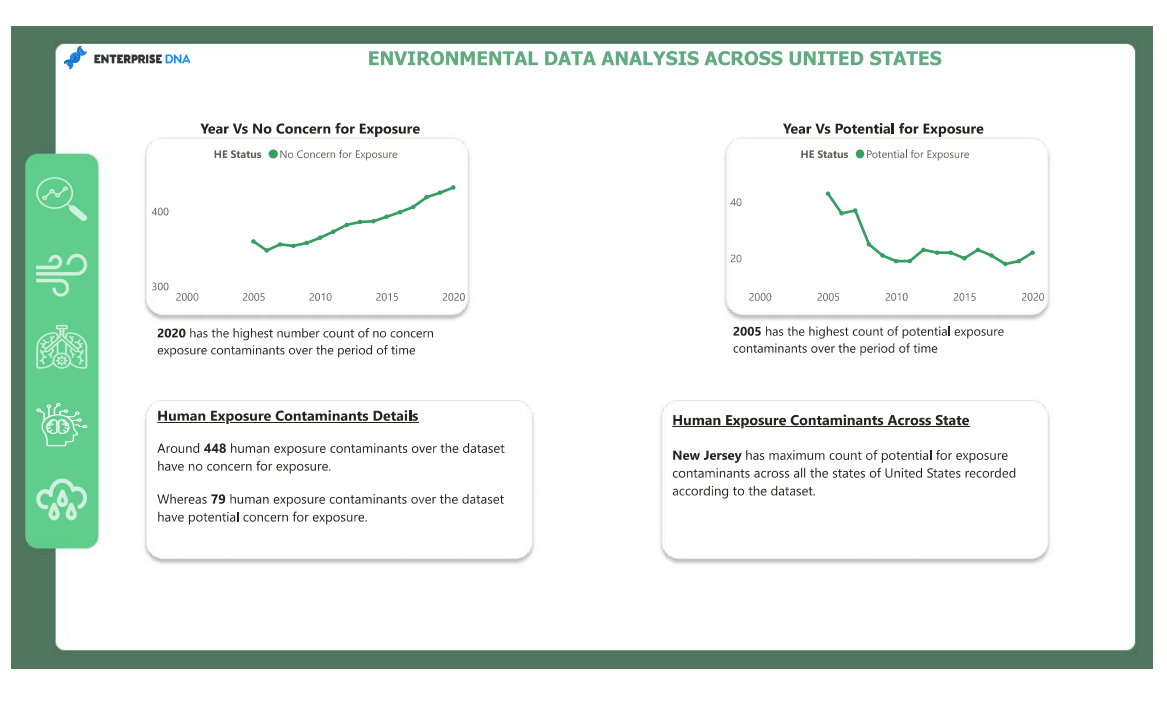 ENTERPRISE DNA
ENVIRONMENTAL DATA ANALYSIS ACROSS UNITED STATES
Year Vs No Concern for Exposure
HE Status No Concern for Exposure
400
300
2000 2005 2010 2015 2020
2020 has the highest number count of no concern
exposure contaminants over the period of time
Year Vs Potential for Exposure
HE Status Potential for Exposure
40
20
2000 2005 2010 2015 2020
2005 has the highest count of potential exposure
contaminants over the period of time
Human Exposure Contaminants Details
Around 448 human exposure contaminants over the dataset
have no concern for exposure.
Whereas 79 human exposure contaminants over the dataset
have potential concern for exposure.
Human Exposure Contaminants Across State
New Jersey has maximum count of potential for exposure
contaminants across all the states of United States recorded
according to the dataset.